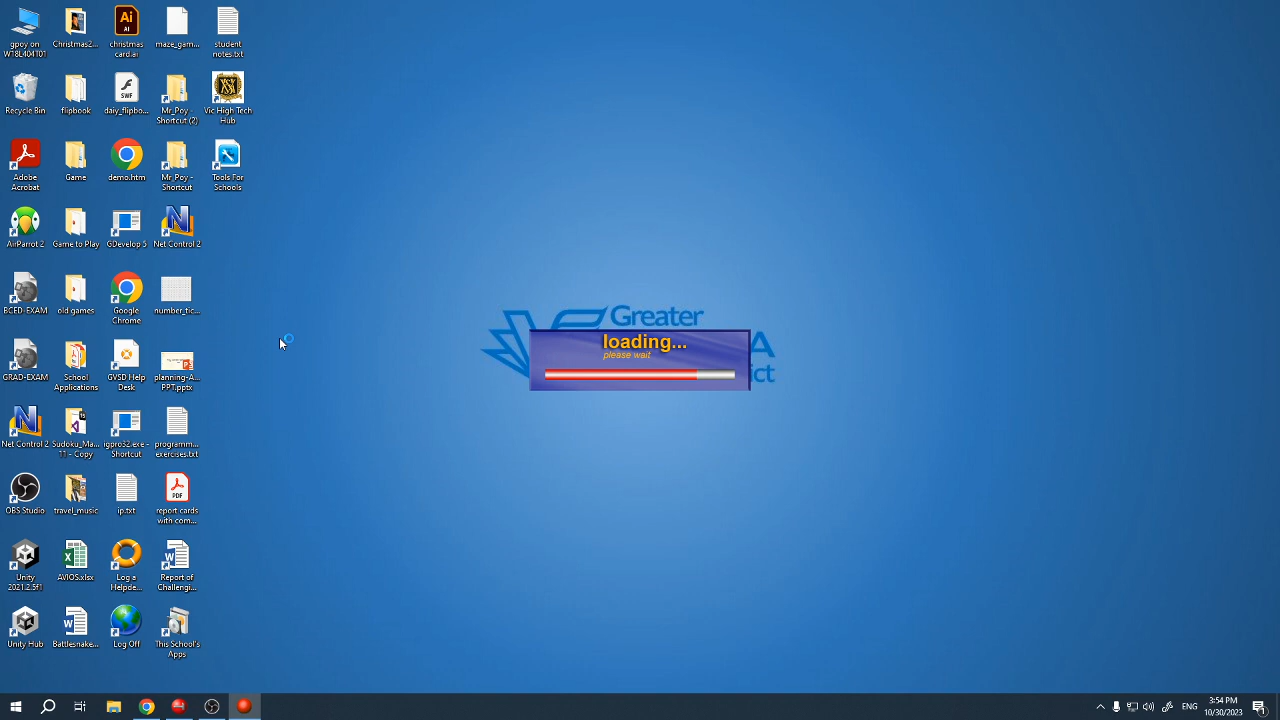 gpoy on
W18L404101
Christmas2...
christmas
card.ai
maze_gam...
student
notes.txt
Recycle Bin
flipbook
daiy_flipbo...
Mr_Poy -
Shortcut (2)
Vic High Tech
Hub
Adobe
Acrobat
Game
demo.htm
Mr_Poy -
Shortcut
Tools For
Schools
AirParrot 2
Game to Play
GDevelop 5
Net Control 2
BCED-EXAM
old games
Google
Chrome
number_tic...
GRAD-EXAM
School
Applications
GVSD Help
Desk
planning-A...
PPT.pptx
Net Control 2
Sudoku_Ma...
11 - Copy
igpro32.exe -
Shortcut
programm...
exercises.txt
OBS Studio
travel_music
ip.txt
report cards
with com...
Unity
2021.2.5f1
AVIOS.xlsx
Log a
Helpde...
Report of
Challengi...
Unity Hub
Battlesnake...
Log Off
This School's
Apps
Greater
loading...
please wait
ENG
3:54 PM
10/30/2023